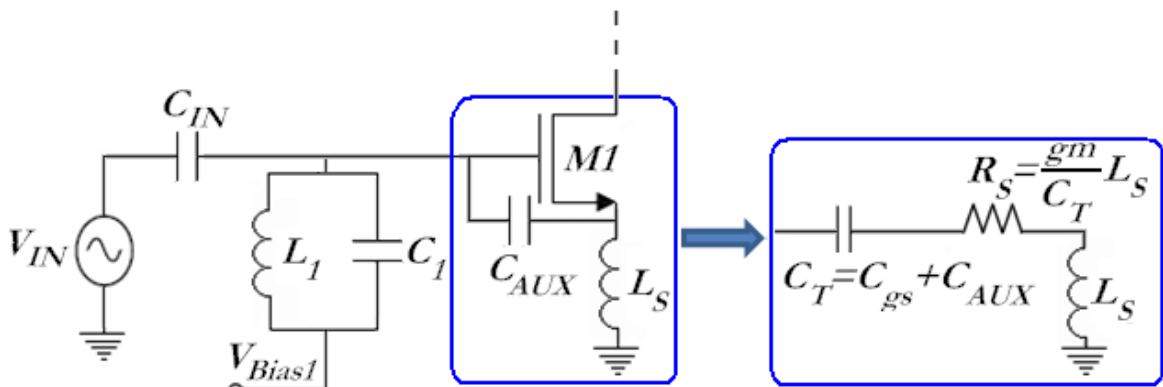 C_IN
V_IN
L_1
C_1
V_Bias1
M1
C_AUX
L_S
R_S=gm/C_T L_S
C_T=C_gs+C_AUX
L_S